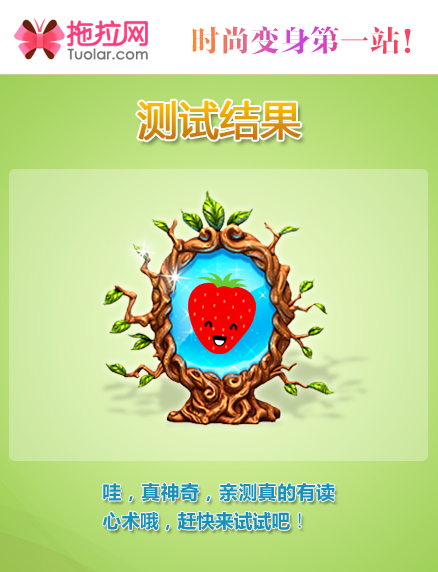 拖拉网
Tuolar.com
时尚变身第一站!
测试结果
哇，真神奇，亲测真的有读
心术哦，赶快来试试吧！